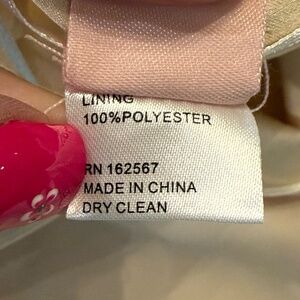 LINING
100%POLYESTER
RN 162567
MADE IN CHINA
DRY CLEAN